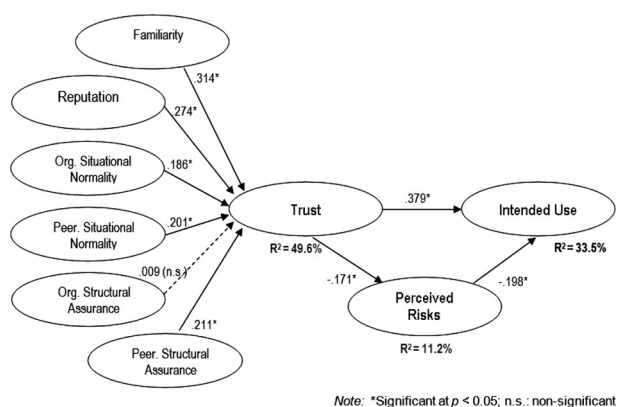 Familiarity
.314*
Reputation
.274*
Org. Situational
Normality
.186*
Peer. Situational
Normality
.201*
Org. Structural
Assurance
.009 (n.s.)
Peer. Structural
Assurance
.211*
Trust
R² = 49.6%
.379*
Intended Use
R² = 33.5%
-.171*
Perceived
Risks
R² = 11.2%
-.198*
Note: *Significant at p < 0.05; n.s.: non-significant